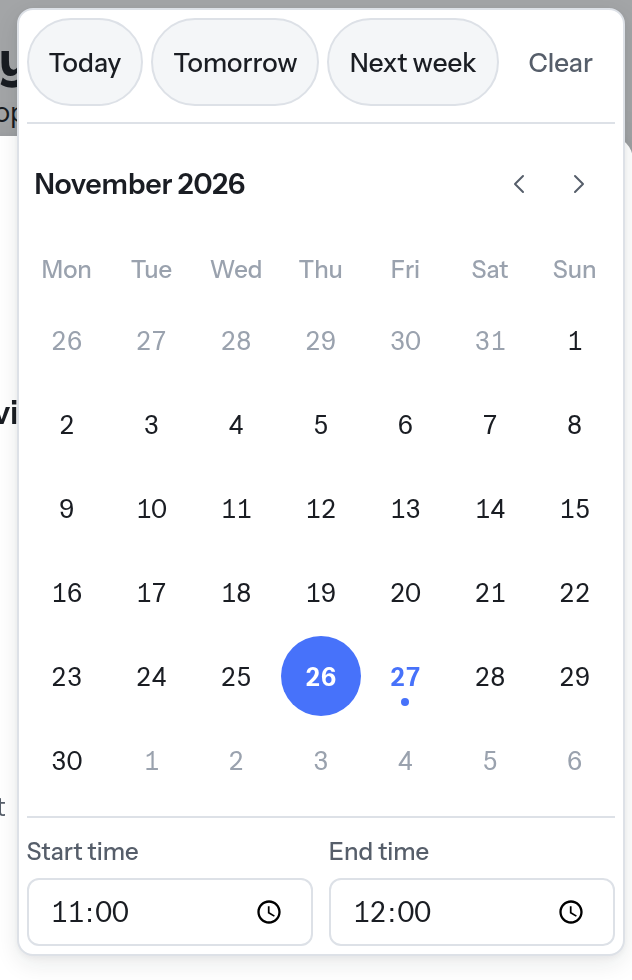 Today Tomorrow Next week Clear
November 2026
Mon Tue Wed Thu Fri Sat Sun
26 27 28 29 30 31 1
2 3 4 5 6 7 8
9 10 11 12 13 14 15
16 17 18 19 20 21 22
23 24 25 26 27 28 29
30 1 2 3 4 5 6
Start time End time
11:00 12:00